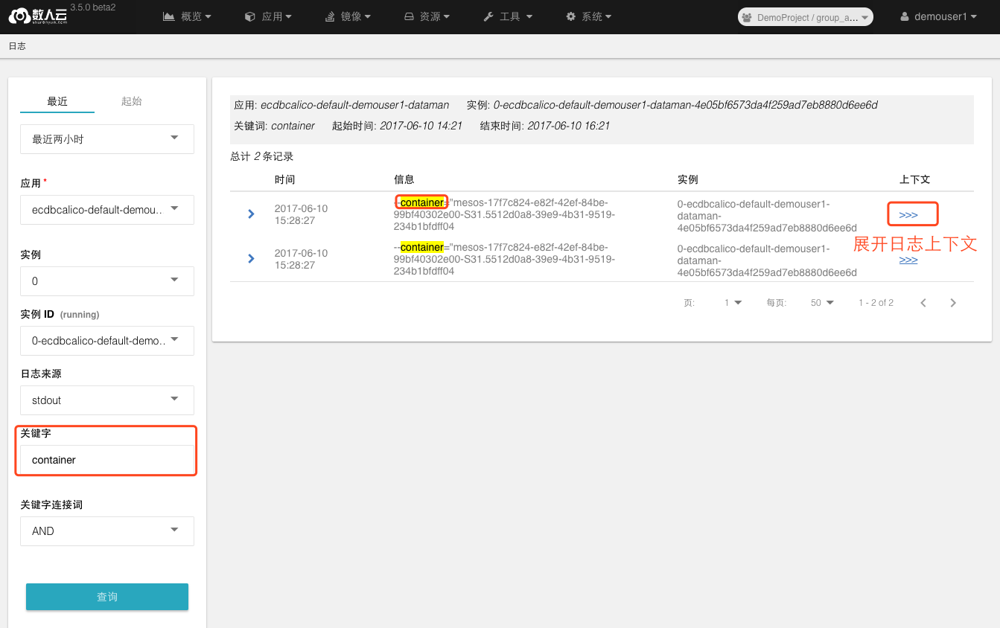 数人云
shurenyun.com
3.5.0 beta2
概览
应用
镜像
资源
工具
系统
DemoProject / group_a...
demouser1
日志
最近
起始
最近两小时
应用 *
ecdbcalico-default-demou...
实例
0
实例 ID (running)
0-ecdbcalico-default-demo...
日志来源
stdout
关键字
container
关键字连接词
AND
查询
应用: ecdbcalico-default-demouser1-dataman 实例: 0-ecdbcalico-default-demouser1-dataman-4e05bf6573da4f259ad7eb8880d6ee6d
关键词: container 起始时间: 2017-06-10 14:21 结束时间: 2017-06-10 16:21
总计 2 条记录
时间 信息 实例 上下文
2017-06-10
15:28:27
--container="mesos-17f7c824-e82f-42ef-84be-
99bf40302e00-S31.5512d0a8-39e9-4b31-9519-
234b1bfdff04
0-ecdbcalico-default-demouser1-
dataman-
4e05bf6573da4f259ad7eb8880d6ee6d
>>>
展开日志上下文
2017-06-10
15:28:27
--container="mesos-17f7c824-e82f-42ef-84be-
99bf40302e00-S31.5512d0a8-39e9-4b31-9519-
234b1bfdff04
0-ecdbcalico-default-demouser1-
dataman-
4e05bf6573da4f259ad7eb8880d6ee6d
>>>
页: 1 每页: 50 1 - 2 of 2